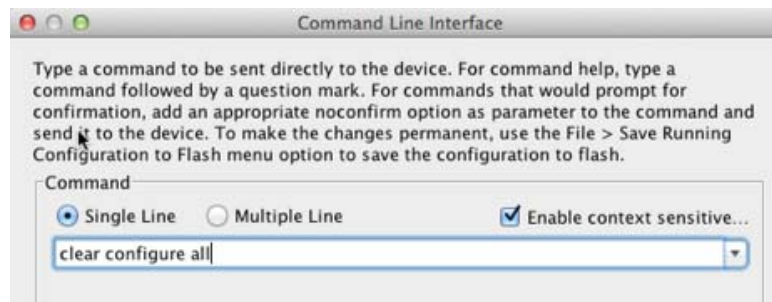 Command Line Interface
Type a command to be sent directly to the device. For command help, type a
command followed by a question mark. For commands that would prompt for
confirmation, add an appropriate noconfirm option as parameter to the command and
send it to the device. To make the changes permanent, use the File > Save Running
Configuration to Flash menu option to save the configuration to flash.
Command
Single Line Multiple Line Enable context sensitive...
clear configure all